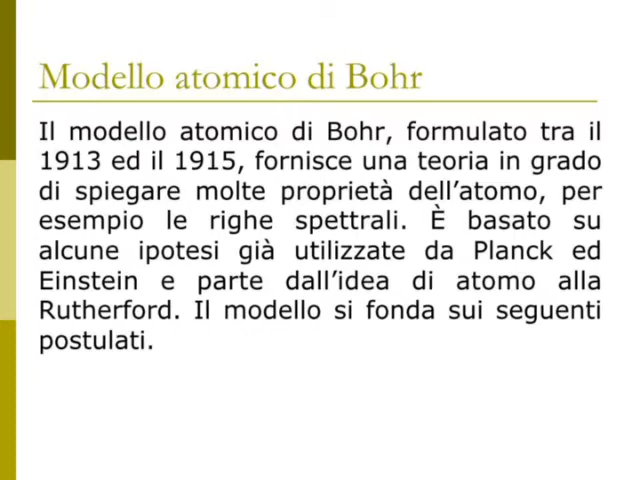 Modello atomico di Bohr
Il modello atomico di Bohr, formulato tra il
1913 ed il 1915, fornisce una teoria in grado
di spiegare molte proprietà dell’atomo, per
esempio le righe spettrali. È basato su
alcune ipotesi già utilizzate da Planck ed
Einstein e parte dall’idea di atomo alla
Rutherford. Il modello si fonda sui seguenti
postulati.